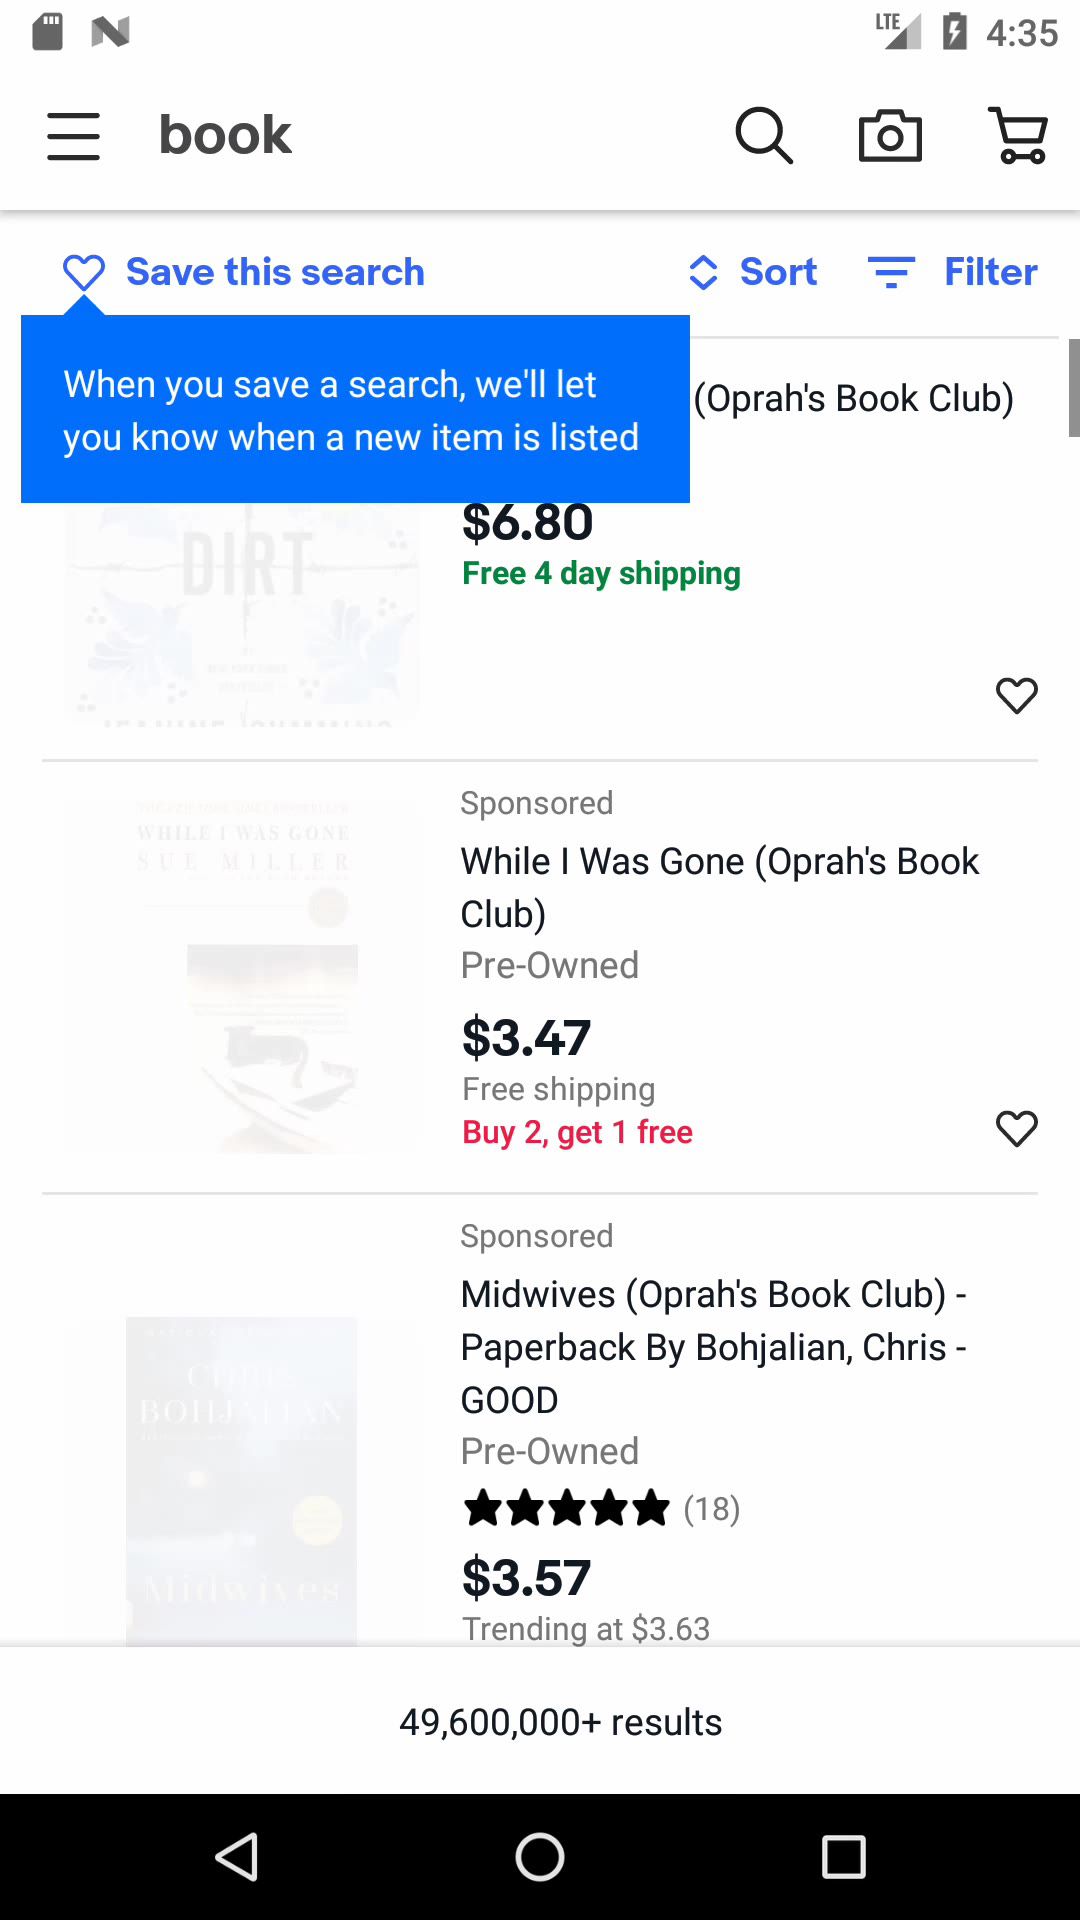 LTE 4:35
book
Save this search
Sort
Filter
When you save a search, we'll let
you know when a new item is listed
(Oprah's Book Club)
DIRT
$6.80
Free 4 day shipping
Sponsored
WHILE I WAS GONE
SUE MILLER
While I Was Gone (Oprah's Book
Club)
Pre-Owned
$3.47
Free shipping
Buy 2, get 1 free
Sponsored
Midwives (Oprah's Book Club) -
Paperback By Bohjalian, Chris -
GOOD
Pre-Owned
(18)
$3.57
Trending at $3.63
CHRIS
BOHJALIAN
Midwives
49,600,000+ results